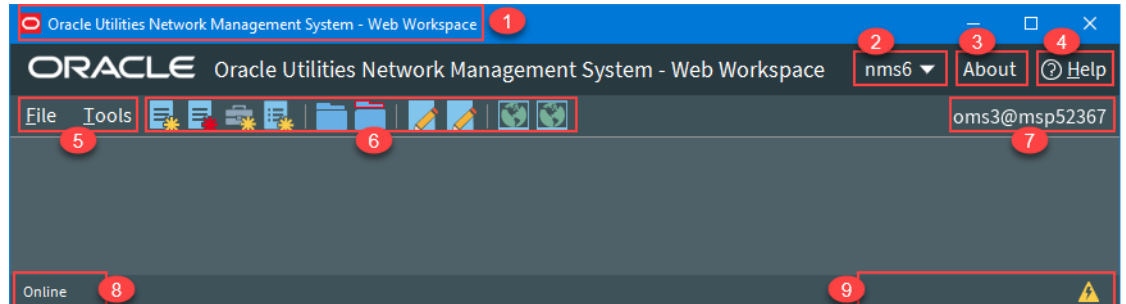 Oracle Utilities Network Management System - Web Workspace 1
2 3 4
ORACLE Oracle Utilities Network Management System - Web Workspace nms6 About Help
File Tools oms3@msp52367
5 6 7
Online 8 9